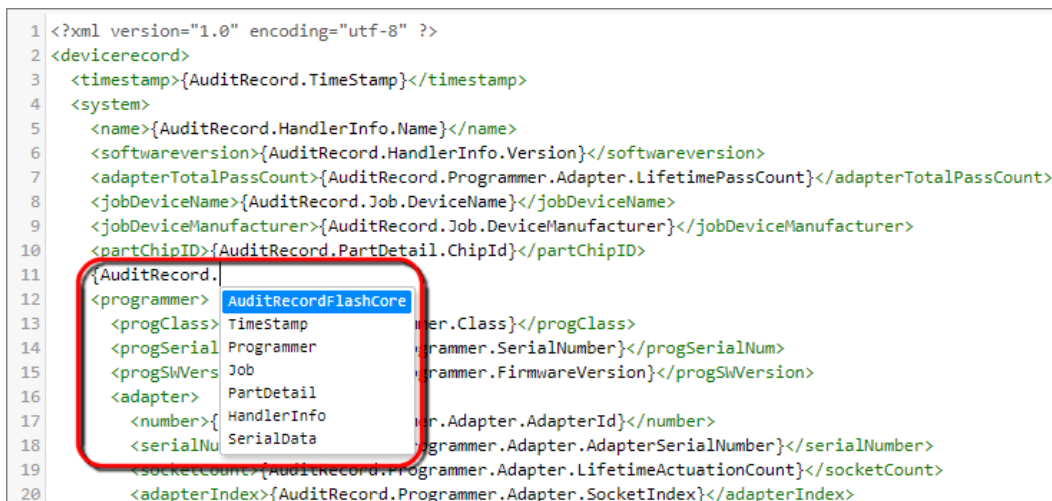 1 <?xml version="1.0" encoding="utf-8" ?>
2 <devicerecord>
3 <timestamp>{AuditRecord.TimeStamp}</timestamp>
4 <system>
5 <name>{AuditRecord.HandlerInfo.Name}</name>
6 <softwareversion>{AuditRecord.HandlerInfo.Version}</softwareversion>
7 <adapterTotalPassCount>{AuditRecord.Programmer.Adapter.LifetimePassCount}</adapterTotalPassCount>
8 <jobDeviceName>{AuditRecord.Job.DeviceName}</jobDeviceName>
9 <jobDeviceManufacturer>{AuditRecord.Job.DeviceManufacturer}</jobDeviceManufacturer>
10 <partChipID>{AuditRecord.PartDetail.ChipId}</partChipID>
11 {AuditRecord.
12 <programmer> AuditRecordFlashCore
13 <progClass> TimeStamp mer.Class}</progClass>
14 <progSerial Programmer grammer.SerialNumber}</progSerialNum>
15 <progSWVers Job grammer.FirmwareVersion}</progSWVersion>
16 <adapter> PartDetail
17 <number>{ HandlerInfo er.Adapter.AdapterId}</number>
18 <serialNu SerialData rogrammer.Adapter.AdapterSerialNumber}</serialNumber>
19 <socketCount>{AuditRecord.Programmer.Adapter.LifetimeActuationCount}</socketCount>
20 <adapterIndex>{AuditRecord.Programmer.Adapter.SocketIndex}</adapterIndex>